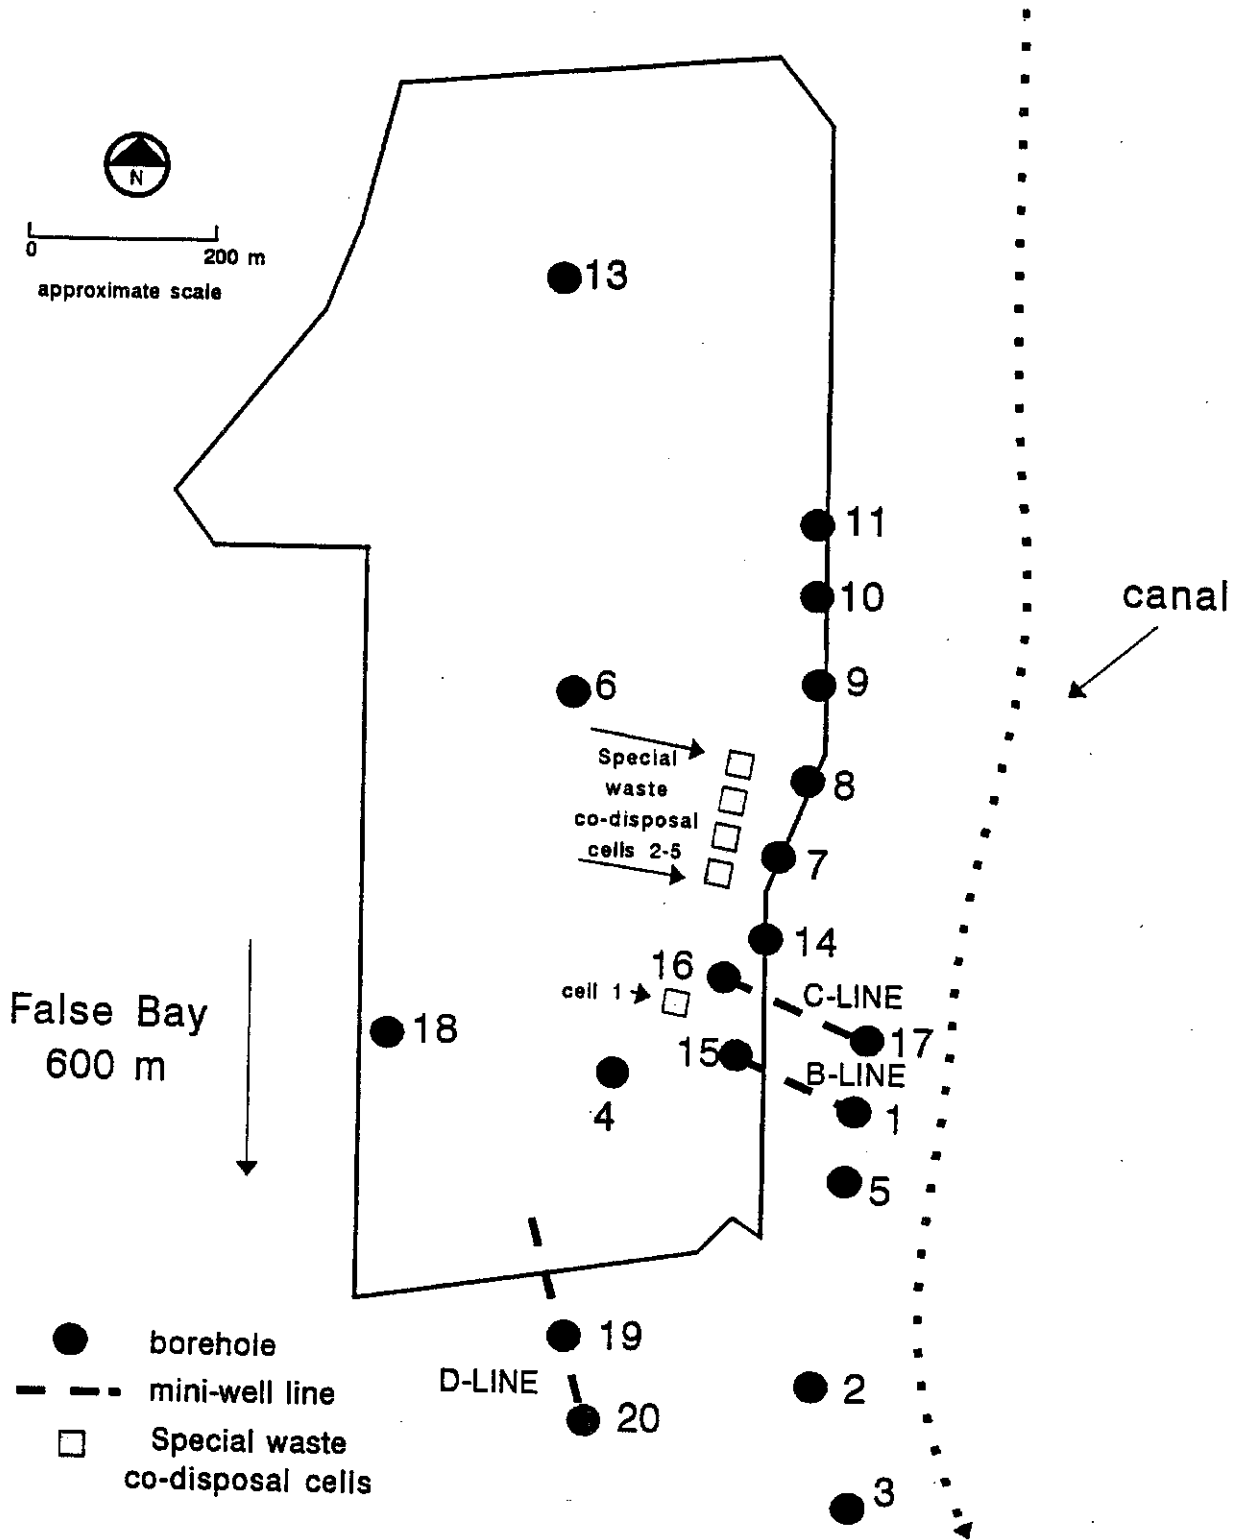 N
0
200 m
approximate scale
13
11
10
canal
9
6
Special
waste
co-disposal
cells 2-5
8
7
14
16
cell 1
C-LINE
False Bay
600 m
18
17
15
B-LINE
4
1
5
borehole
19
mini-well line
D-LINE
2
20
Special waste
co-disposal cells
3